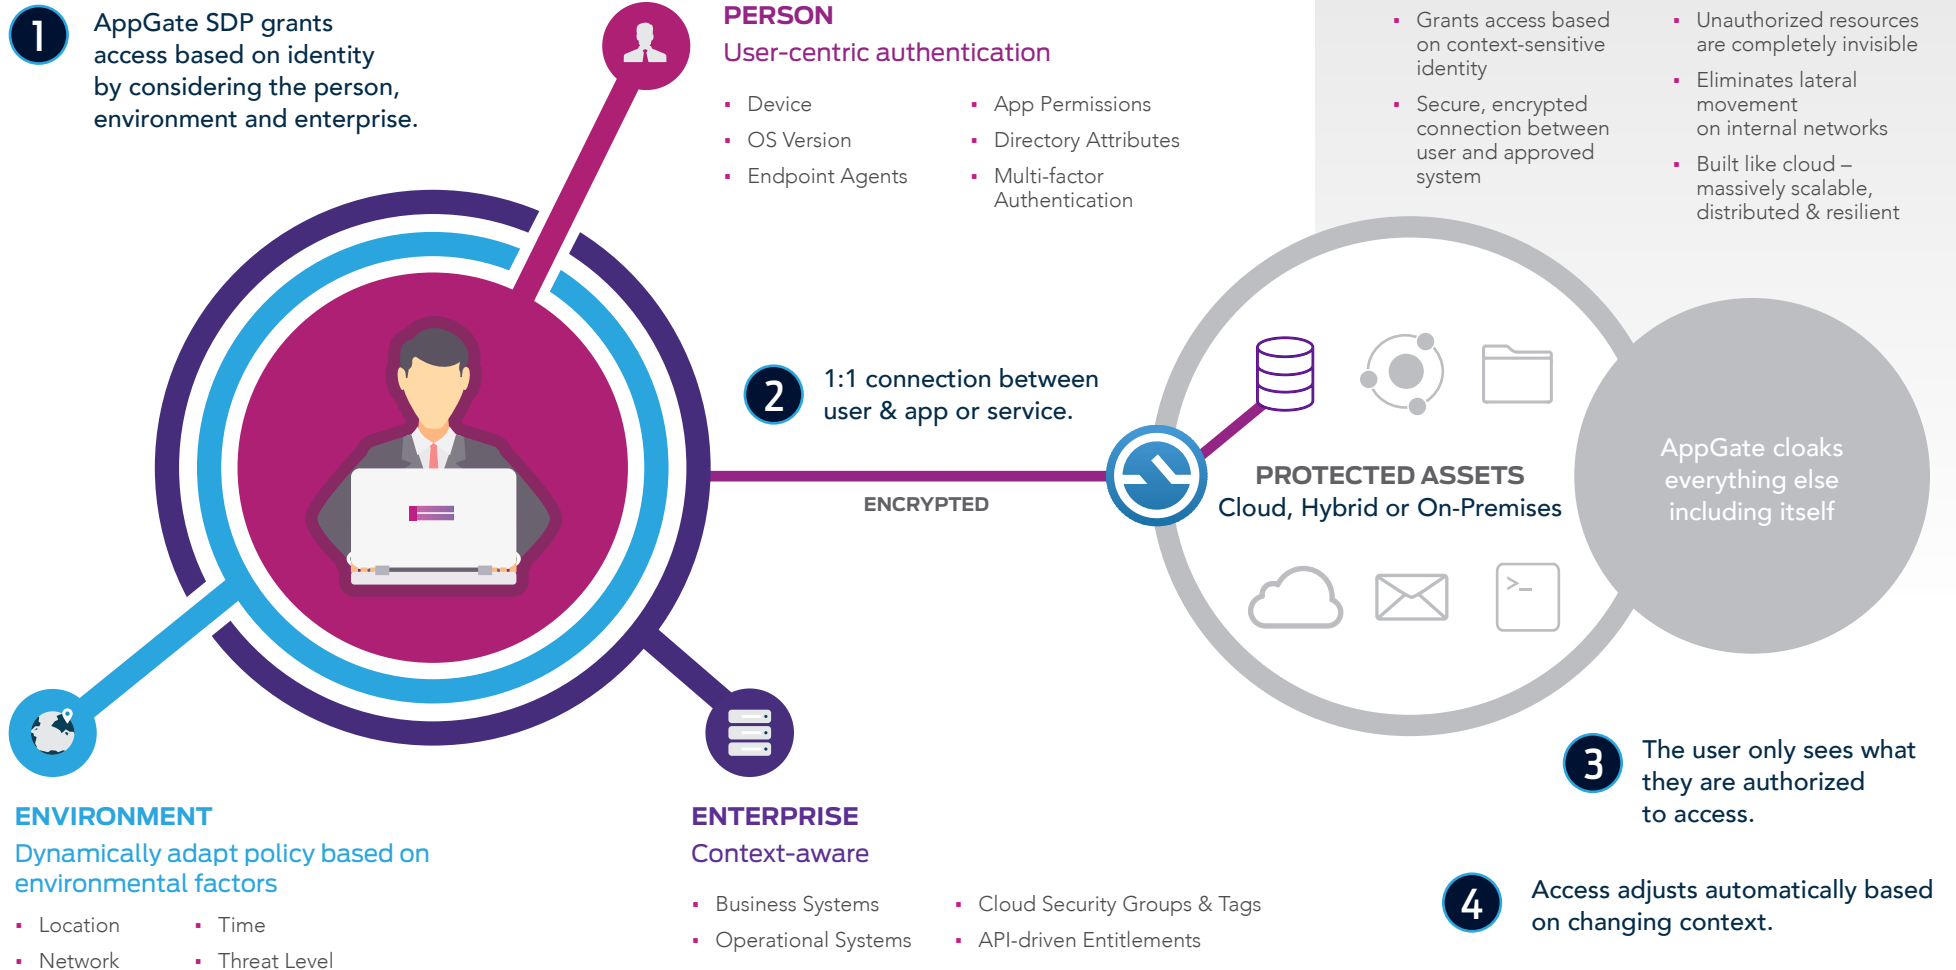 1
AppGate SDP grants
access based on identity
by considering the person,
environment and enterprise.
PERSON
User-centric authentication
▪ Device
▪ OS Version
▪ Endpoint Agents
▪ App Permissions
▪ Directory Attributes
▪ Multi-factor
Authentication
▪ Grants access based
on context-sensitive
identity
▪ Secure, encrypted
connection between
user and approved
system
▪ Unauthorized resources
are completely invisible
▪ Eliminates lateral
movement
on internal networks
▪ Built like cloud –
massively scalable,
distributed & resilient
2
1:1 connection between
user & app or service.
ENCRYPTED
PROTECTED ASSETS
Cloud, Hybrid or On-Premises
>_
AppGate cloaks
everything else
including itself
3
The user only sees what
they are authorized
to access.
4
Access adjusts automatically based
on changing context.
ENVIRONMENT
Dynamically adapt policy based on
environmental factors
▪ Location
▪ Network
▪ Time
▪ Threat Level
ENTERPRISE
Context-aware
▪ Business Systems
▪ Operational Systems
▪ Cloud Security Groups & Tags
▪ API-driven Entitlements